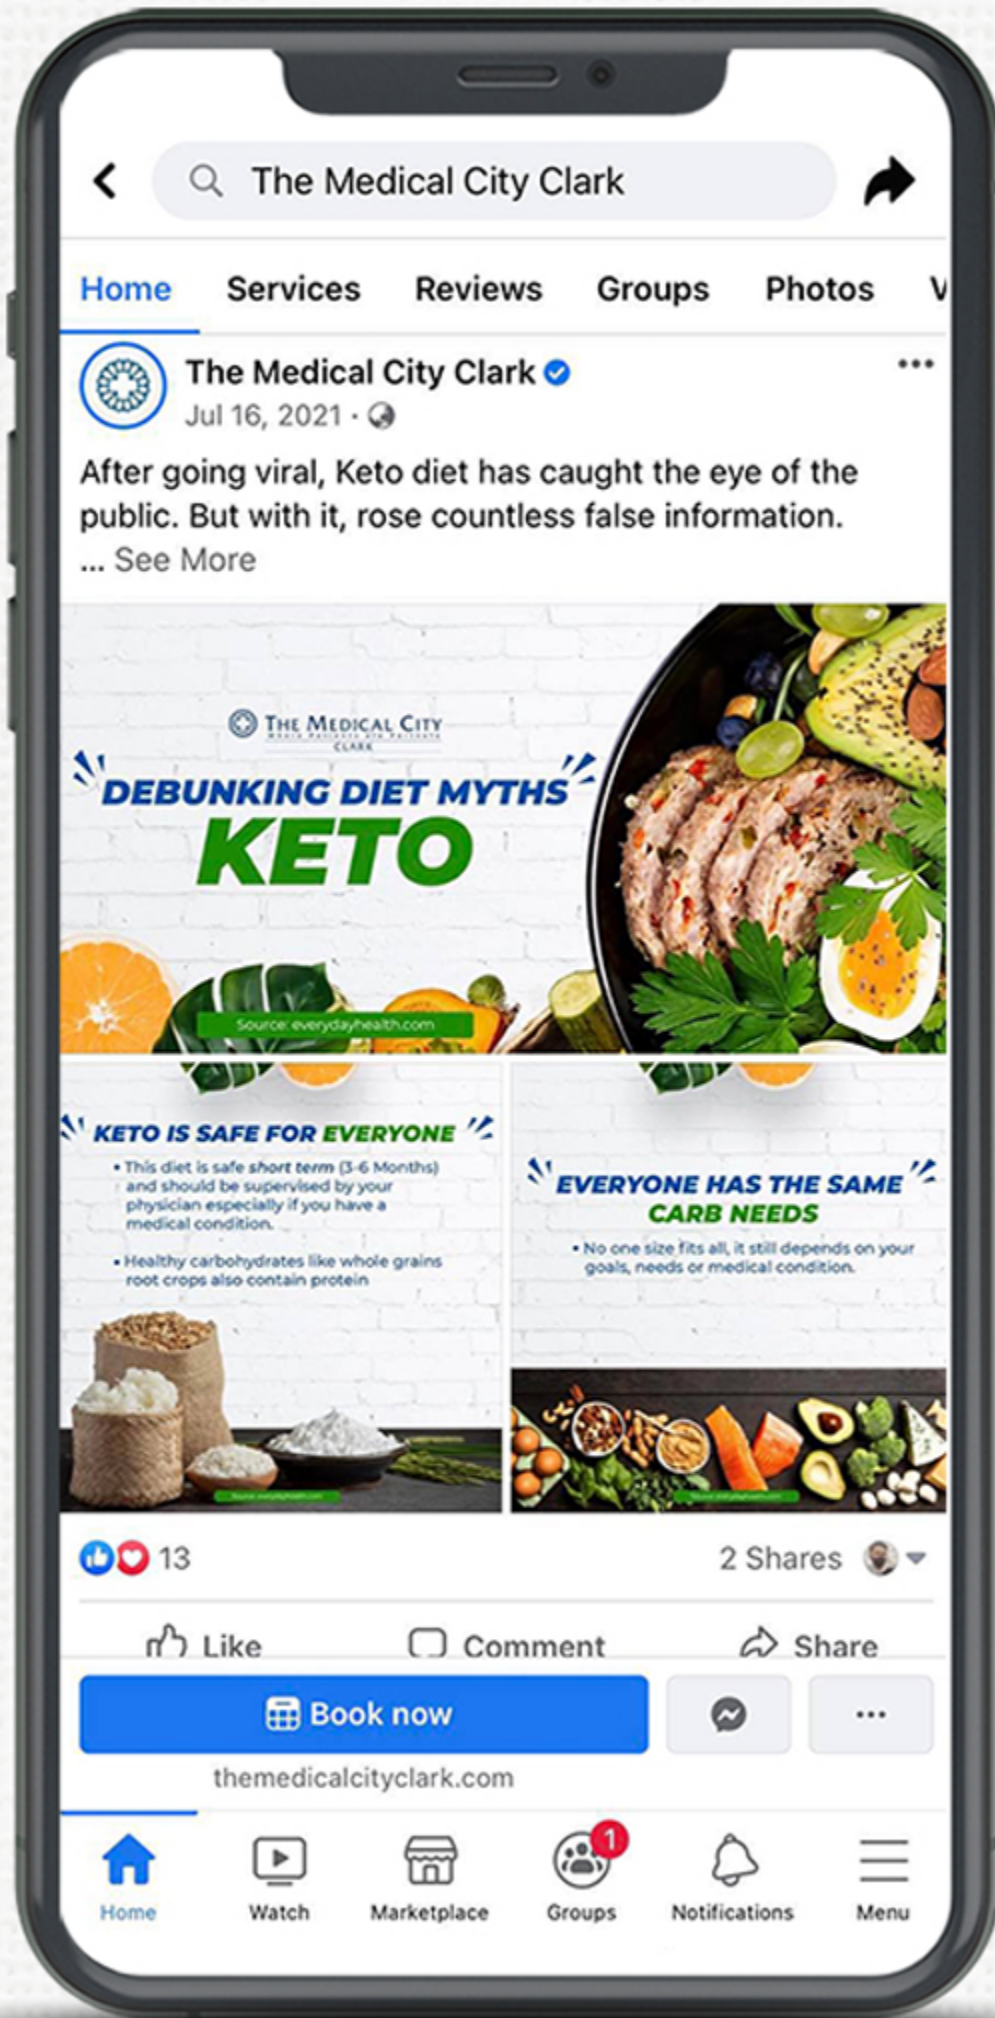 The Medical City Clark
Home Services Reviews Groups Photos V
The Medical City Clark
Jul 16, 2021 ·
After going viral, Keto diet has caught the eye of the
public. But with it, rose countless false information.
... See More
THE MEDICAL CITY
CLARK
DEBUNKING DIET MYTHS
KETO
Source: everydayhealth.com
KETO IS SAFE FOR EVERYONE
• This diet is safe short term (3-6 Months)
and should be supervised by your
physician especially if you have a
medical condition.
• Healthy carbohydrates like whole grains
root crops also contain protein
Source: everydayhealth.com
EVERYONE HAS THE SAME
CARB NEEDS
• No one size fits all, it still depends on your
goals, needs or medical condition.
Source: everydayhealth.com
13
2 Shares
Like Comment Share
Book now
themedicalcityclark.com
1
Home Watch Marketplace Groups Notifications Menu